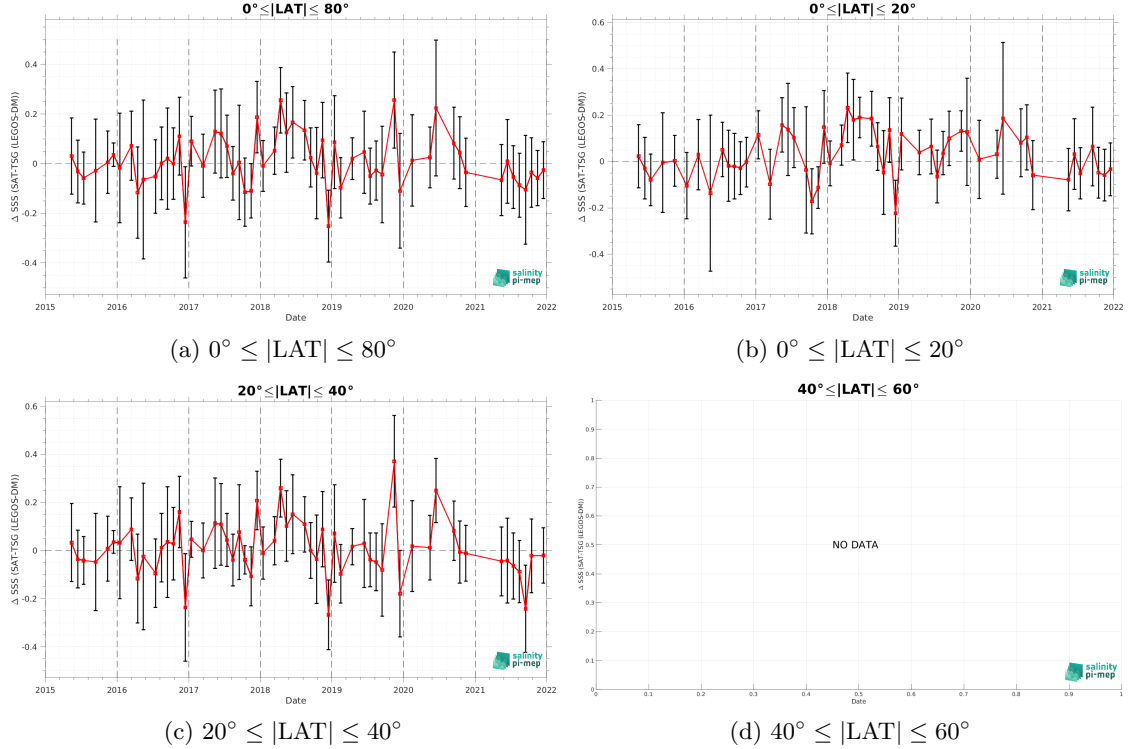 0°≤|LAT|≤ 80°
Δ SSS (SAT-TSG (LEGOS-DM))
0.4
0.2
0
-0.2
-0.4
2015 2016 2017 2018 2019 2020 2021 2022
Date
salinity
pi-mep
(a) 0° ≤ |LAT| ≤ 80°
0°≤|LAT|≤ 20°
Δ SSS (SAT-TSG (LEGOS-DM))
0.6
0.4
0.2
0
-0.2
-0.4
2015 2016 2017 2018 2019 2020 2021 2022
Date
salinity
pi-mep
(b) 0° ≤ |LAT| ≤ 20°
20°≤|LAT|≤ 40°
Δ SSS (SAT-TSG (LEGOS-DM))
0.6
0.4
0.2
0
-0.2
-0.4
2015 2016 2017 2018 2019 2020 2021 2022
Date
salinity
pi-mep
(c) 20° ≤ |LAT| ≤ 40°
40°≤|LAT|≤ 60°
Δ SSS (SAT-TSG (LEGOS-DM))
1
0.9
0.8
0.7
0.6
0.5
0.4
0.3
0.2
0.1
0
NO DATA
0 0.1 0.2 0.3 0.4 0.5 0.6 0.7 0.8 0.9 1
Date
salinity
pi-mep
(d) 40° ≤ |LAT| ≤ 60°